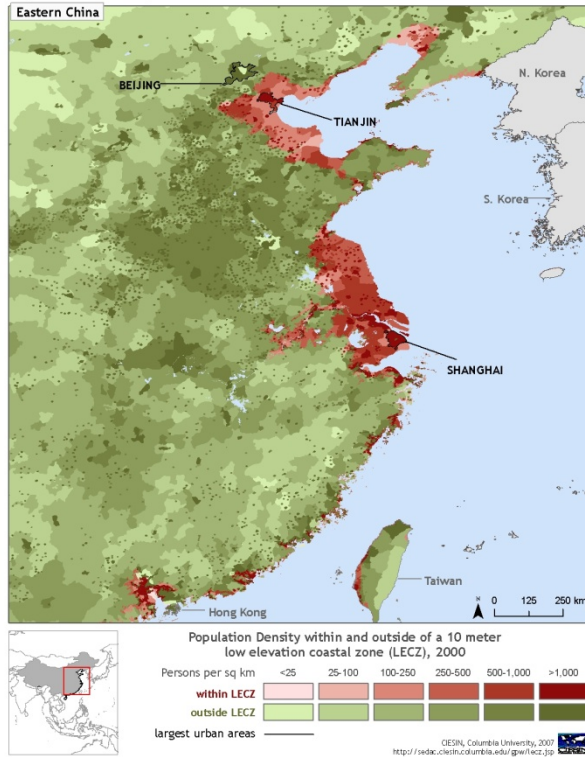 Eastern China
BEIJING
TIANJIN
N. Korea
S. Korea
SHANGHAI
Taiwan
Hong Kong
N
0 125 250 km
Population Density within and outside of a 10 meter
low elevation coastal zone (LECZ), 2000
Persons per sq km <25 25-100 100-250 250-500 500-1,000 >1,000
within LECZ
outside LECZ
largest urban areas
CIESIN, Columbia University, 2007
http://sedac.ciesin.columbia.edu/gpw/lecz.jsp